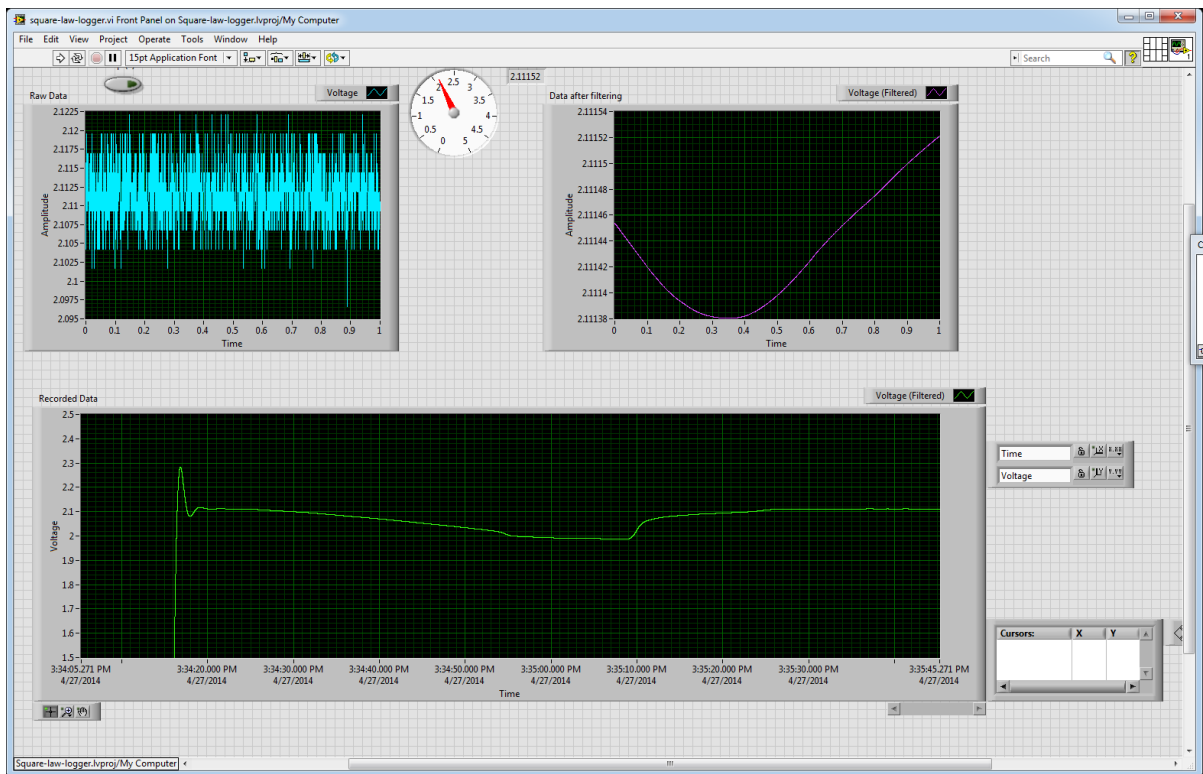 square-law-logger.vi Front Panel on Square-law-logger.lvproj/My Computer
File Edit View Project Operate Tools Window Help
15pt Application Font
Search
Raw Data
Voltage
2.1225
2.12
2.1175
2.115
2.1125
2.11
2.1075
2.105
2.1025
2.1
2.0975
2.095
Amplitude
0 0.1 0.2 0.3 0.4 0.5 0.6 0.7 0.8 0.9 1
Time
0 0.5 1 1.5 2 2.5 3 3.5 4 4.5 5
2.11152
Data after filtering
Voltage (Filtered)
2.11154
2.11152
2.1115
2.11148
2.11146
2.11144
2.11142
2.1114
2.11138
Amplitude
0 0.1 0.2 0.3 0.4 0.5 0.6 0.7 0.8 0.9 1
Time
Recorded Data
Voltage (Filtered)
2.5
2.4
2.3
2.2
2.1
2
1.9
1.8
1.7
1.6
1.5
Voltage
3:34:05.271 PM 3:34:20.000 PM 3:34:30.000 PM 3:34:40.000 PM 3:34:50.000 PM 3:35:00.000 PM 3:35:10.000 PM 3:35:20.000 PM 3:35:30.000 PM 3:35:45.271 PM
4/27/2014 4/27/2014 4/27/2014 4/27/2014 4/27/2014 4/27/2014 4/27/2014 4/27/2014 4/27/2014 4/27/2014
Time
Time
Voltage
Cursors: X Y
Square-law-logger.lvproj/My Computer